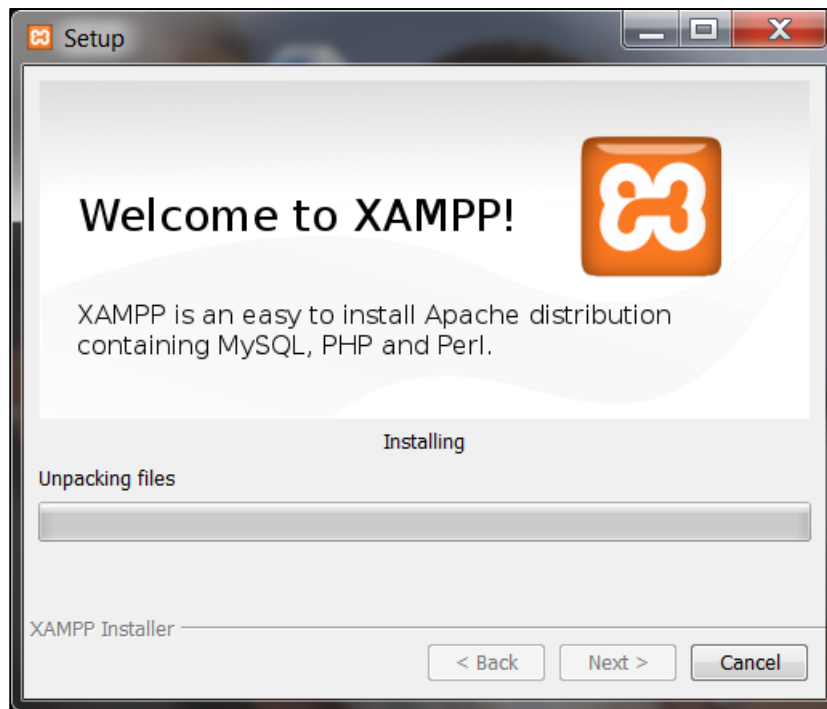 Setup
Welcome to XAMPP!
XAMPP is an easy to install Apache distribution
containing MySQL, PHP and Perl.
Installing
Unpacking files
XAMPP Installer
< Back Next > Cancel